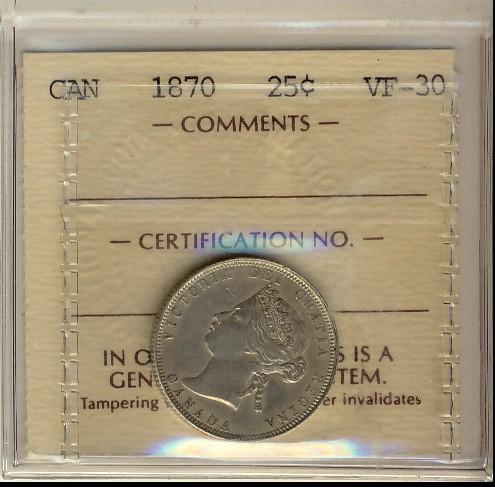 CAN 1870 25¢ VF-30
— COMMENTS —
— CERTIFICATION NO. —
VICTORIA DEI GRATIA REGINA
CANADA
IN O S IS A
GEN TEM.
Tampering er invalidates